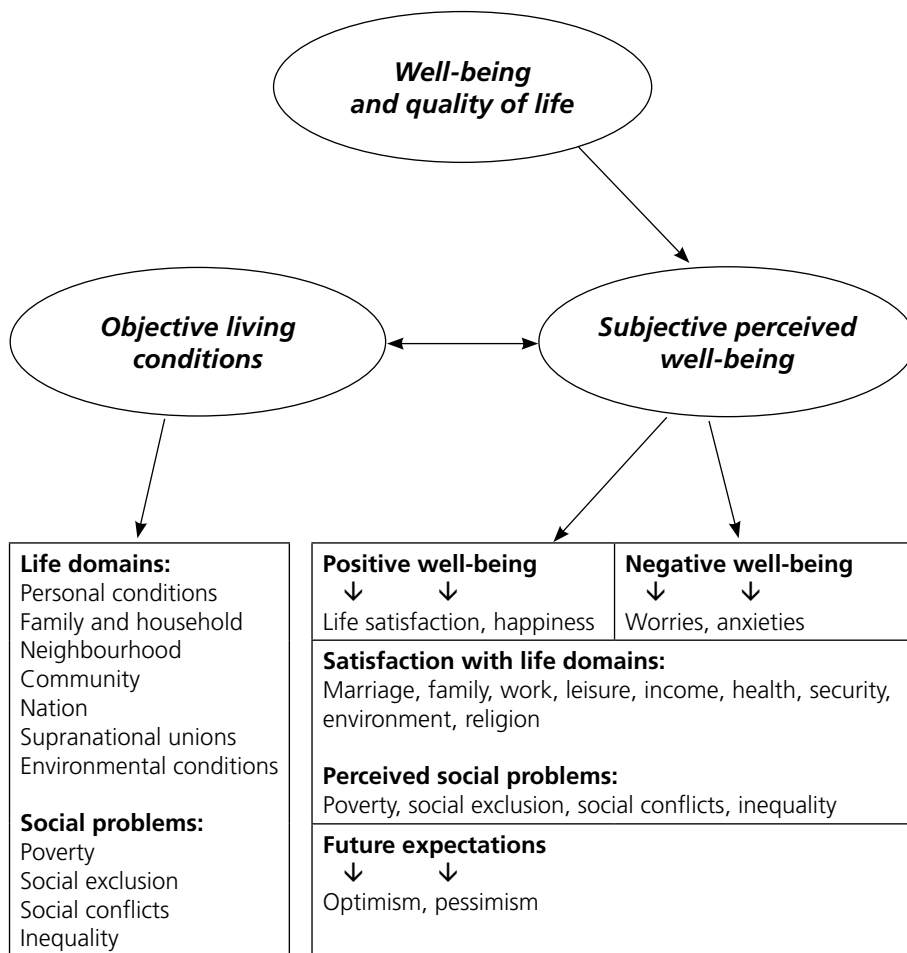 Well-being
and quality of life
Objective living
conditions
Subjective perceived
well-being
Life domains:
Personal conditions
Family and household
Neighbourhood
Community
Nation
Supranational unions
Environmental conditions
Social problems:
Poverty
Social exclusion
Social conflicts
Inequality
Positive well-being
Life satisfaction, happiness
Negative well-being
Worries, anxieties
Satisfaction with life domains:
Marriage, family, work, leisure, income, health, security,
environment, religion
Perceived social problems:
Poverty, social exclusion, social conflicts, inequality
Future expectations
Optimism, pessimism